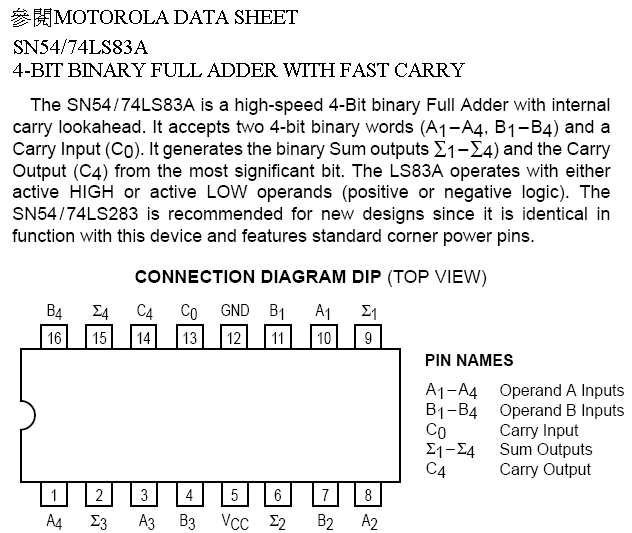 參閱MOTOROLA DATA SHEET
SN54/74LS83A
4-BIT BINARY FULL ADDER WITH FAST CARRY
The SN54/74LS83A is a high-speed 4-Bit binary Full Adder with internal
carry lookahead. It accepts two 4-bit binary words (A1–A4, B1–B4) and a
Carry Input (C0). It generates the binary Sum outputs Σ1–Σ4) and the Carry
Output (C4) from the most significant bit. The LS83A operates with either
active HIGH or active LOW operands (positive or negative logic). The
SN54/74LS283 is recommended for new designs since it is identical in
function with this device and features standard corner power pins.
CONNECTION DIAGRAM DIP (TOP VIEW)
B4 Σ4 C4 C0 GND B1 A1 Σ1
16 15 14 13 12 11 10 9
1 2 3 4 5 6 7 8
A4 Σ3 A3 B3 VCC Σ2 B2 A2
PIN NAMES
A1–A4 Operand A Inputs
B1–B4 Operand B Inputs
C0 Carry Input
Σ1–Σ4 Sum Outputs
C4 Carry Output